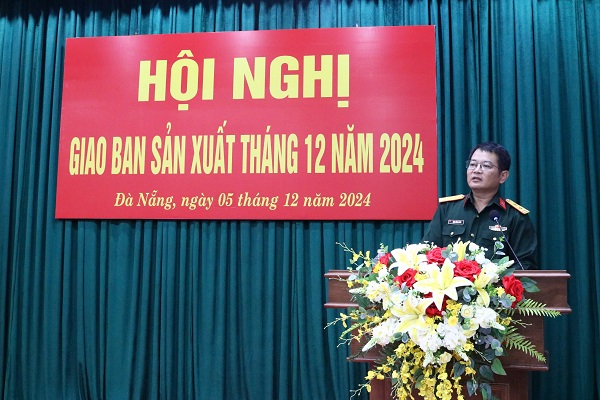 HỘI NGHỊ
GIAO BAN SẢN XUẤT THÁNG 12 NĂM 2024
Đà Nẵng, ngày 05 tháng 12 năm 2024